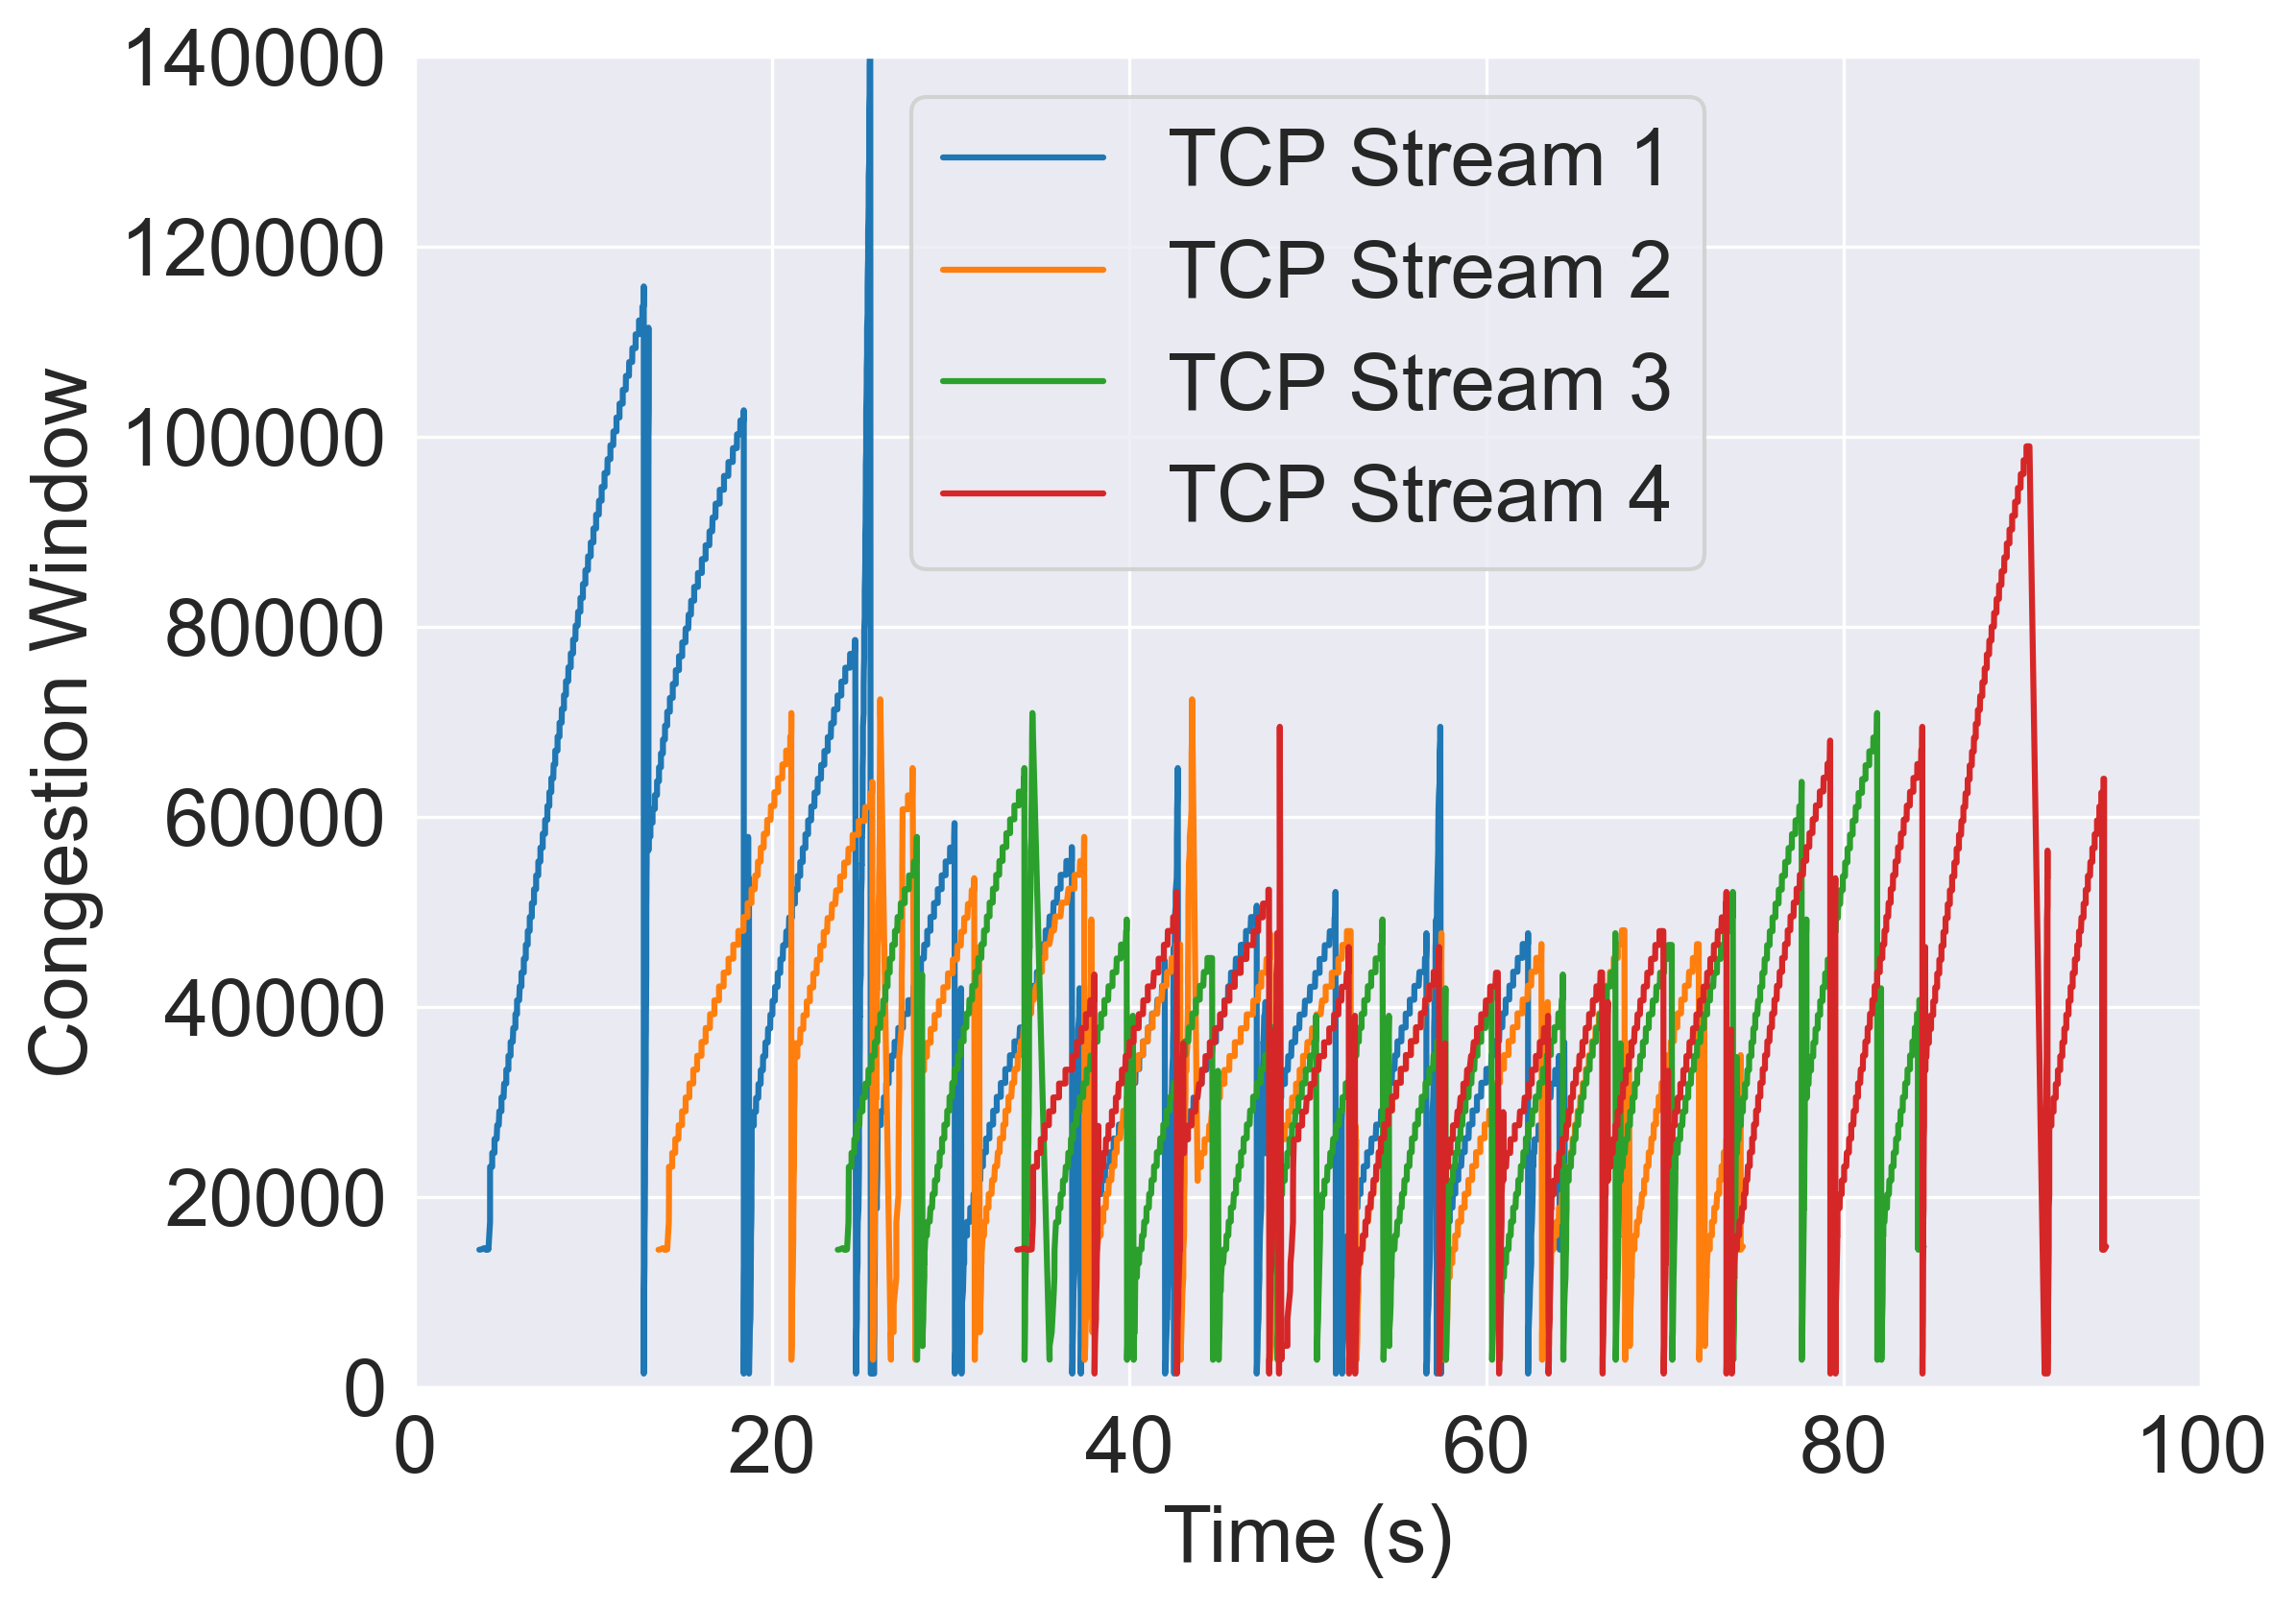 140000
120000
100000
80000
60000
40000
20000
0
Congestion Window
TCP Stream 1
TCP Stream 2
TCP Stream 3
TCP Stream 4
0 20 40 60 80 100
Time (s)